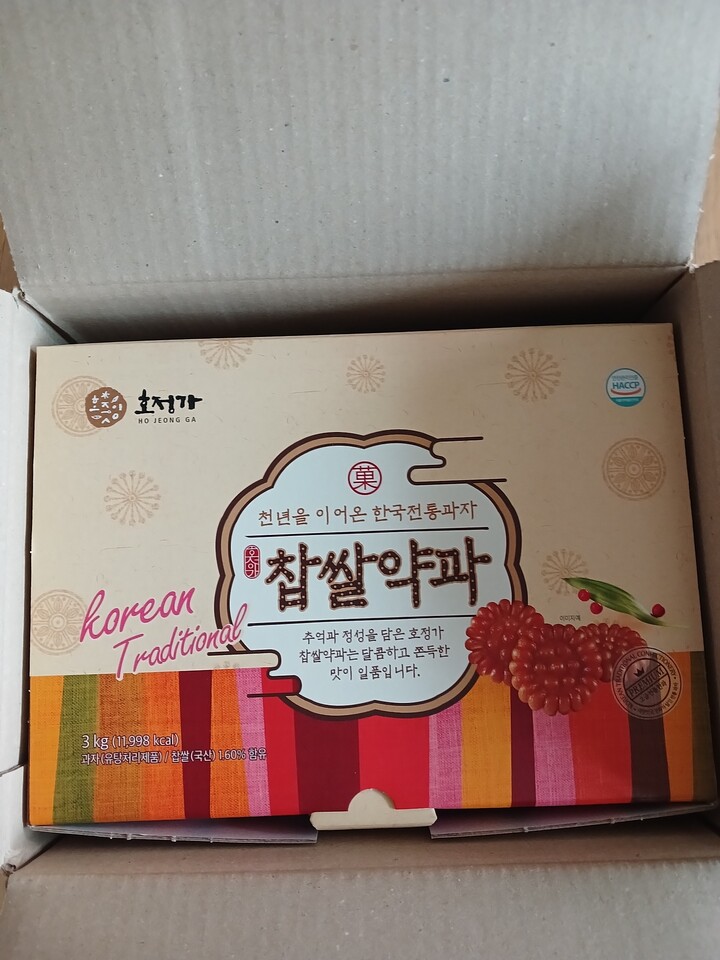 호정가
HO JEONG GA
HACCP
菓
천년을 이어온 한국전통과자
찹쌀약과
추억과 정성을 담은 호정가
찹쌀약과는 달콤하고 쫀득한
맛이 일품입니다.
Korean
Traditional
이미지예
PREMIUM
3 kg (11,998 kcal)
과자(유탕처리제품) / 찹쌀(국산) 1.60% 함유